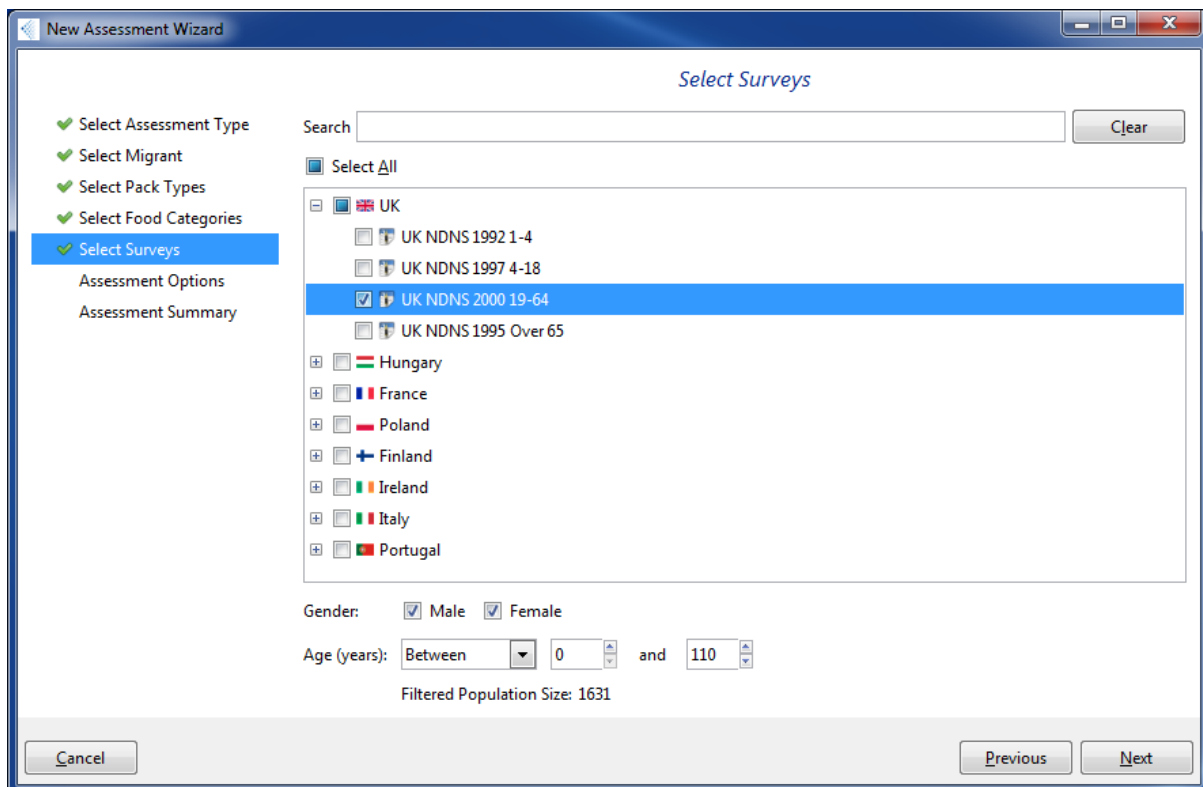 New Assessment Wizard
Select Surveys
Select Assessment Type
Select Migrant
Select Pack Types
Select Food Categories
Select Surveys
Assessment Options
Assessment Summary
Search
Clear
Select All
UK
UK NDNS 1992 1-4
UK NDNS 1997 4-18
UK NDNS 2000 19-64
UK NDNS 1995 Over 65
Hungary
France
Poland
Finland
Ireland
Italy
Portugal
Gender: Male Female
Age (years): Between 0 and 110
Filtered Population Size: 1631
Cancel Previous Next